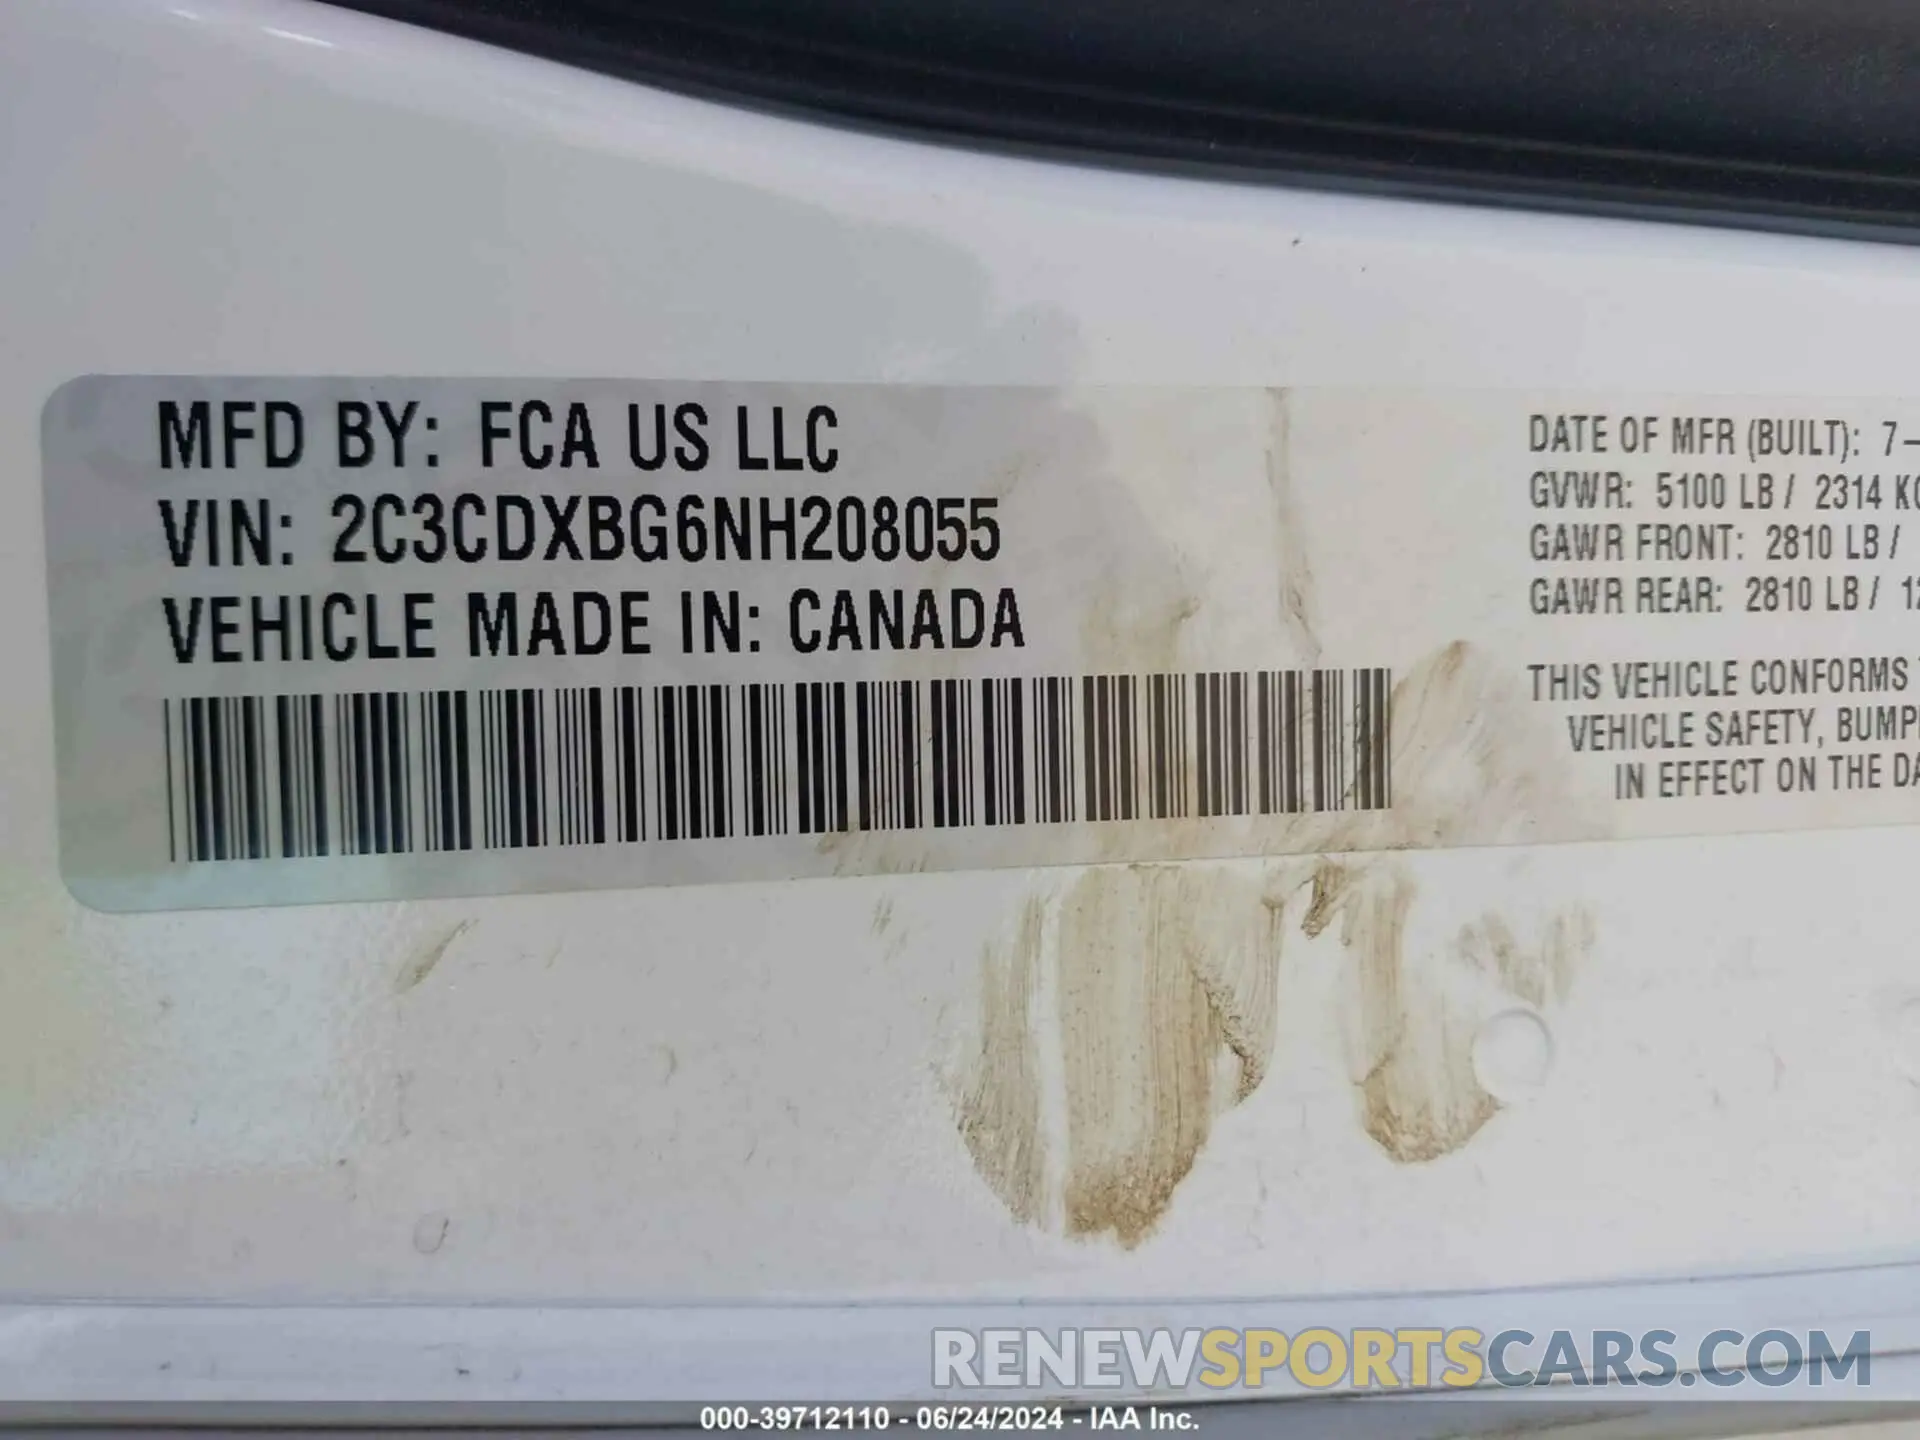 MFD BY: FCA US LLC
VIN: 2C3CDXBG6NH208055
VEHICLE MADE IN: CANADA
DATE OF MFR (BUILT): 7-
GVWR: 5100 LB / 2314 KG
GAWR FRONT: 2810 LB /
GAWR REAR: 2810 LB / 12
THIS VEHICLE CONFORMS
VEHICLE SAFETY, BUMP
IN EFFECT ON THE DA
RENEWSPORTSCARS.COM
000-39712110 - 06/24/2024 - IAA Inc.